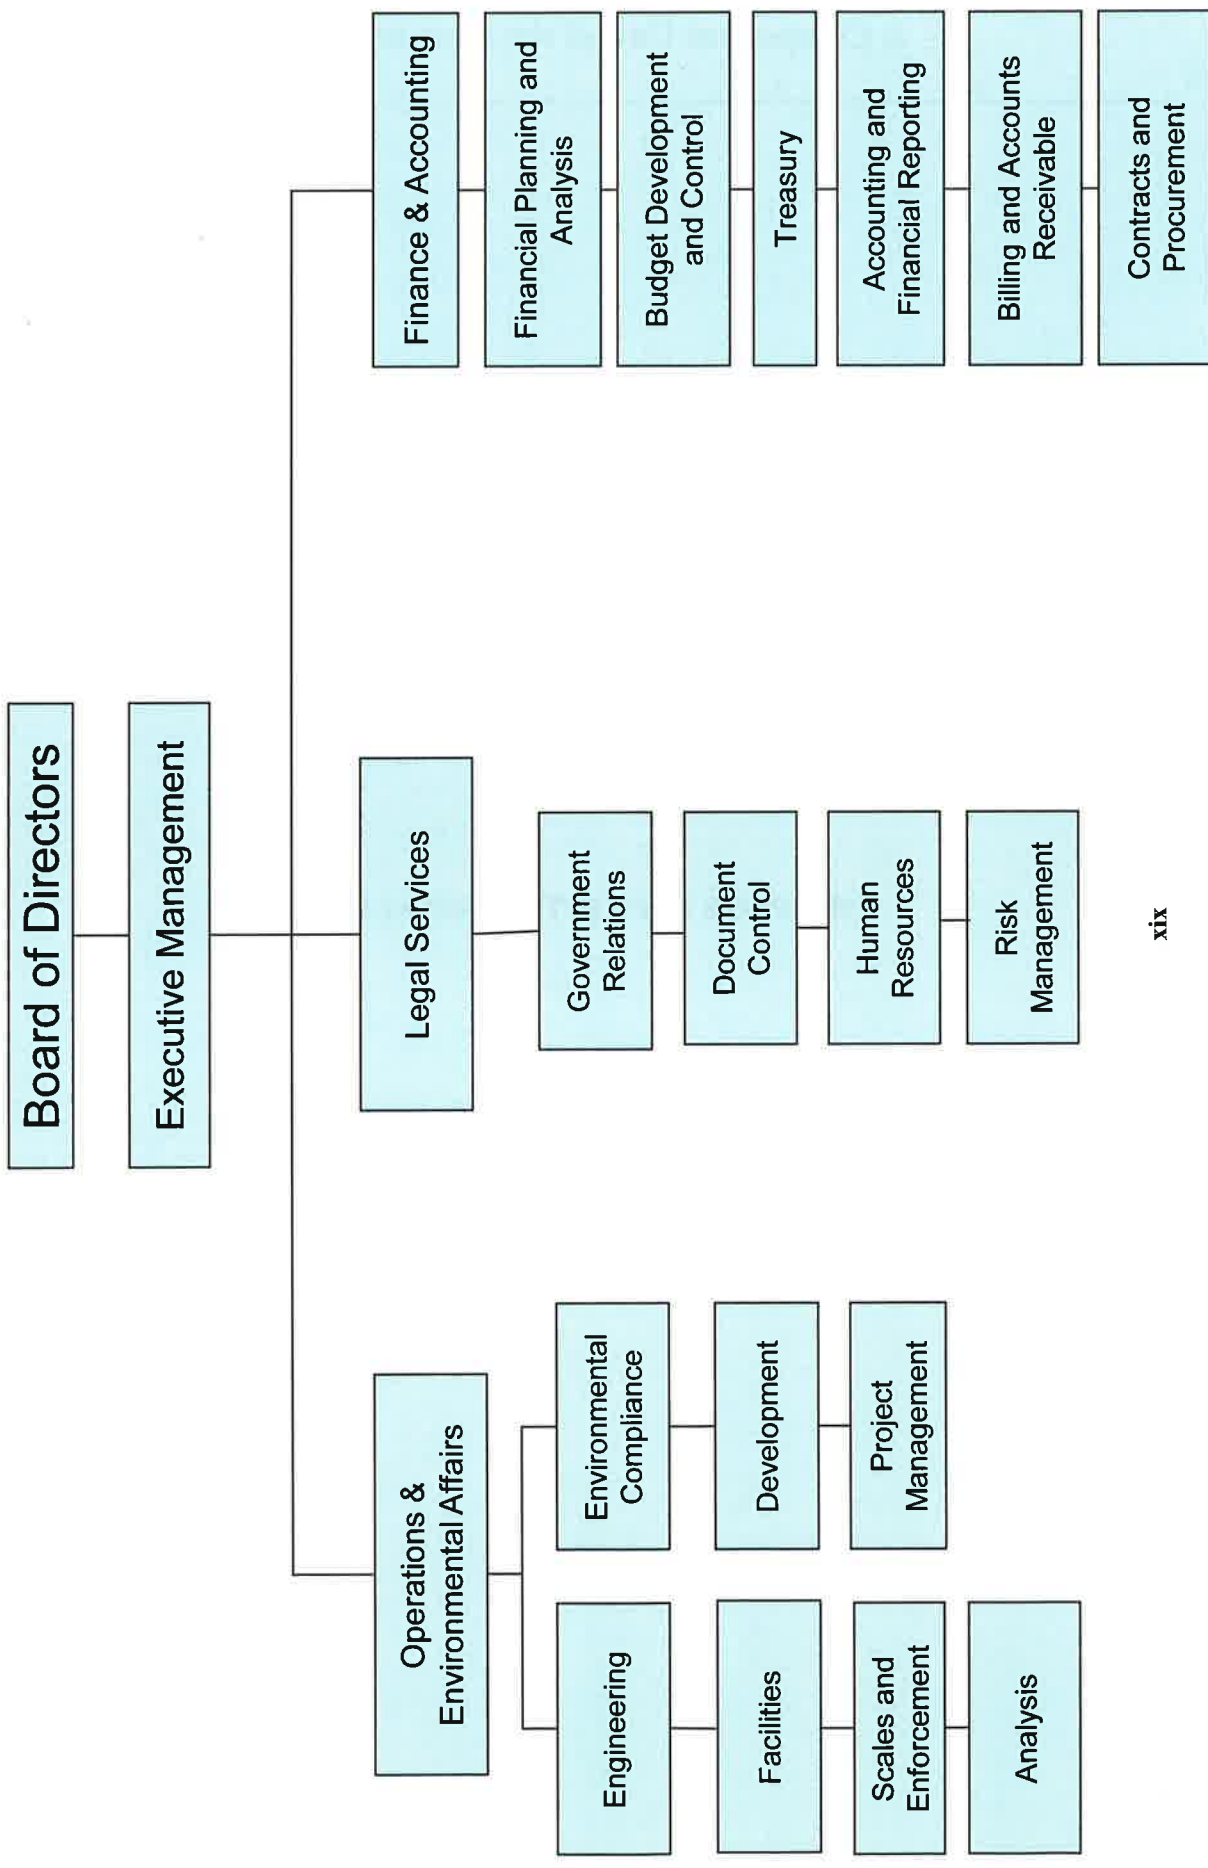 Board of Directors
Executive Management
Operations &
Environmental Affairs
Engineering
Facilities
Scales and
Enforcement
Analysis
Environmental
Compliance
Development
Project
Management
Legal Services
Government
Relations
Document
Control
Human
Resources
Risk
Management
Finance & Accounting
Financial Planning and
Analysis
Budget Development
and Control
Treasury
Accounting and
Financial Reporting
Billing and Accounts
Receivable
Contracts and
Procurement
xix